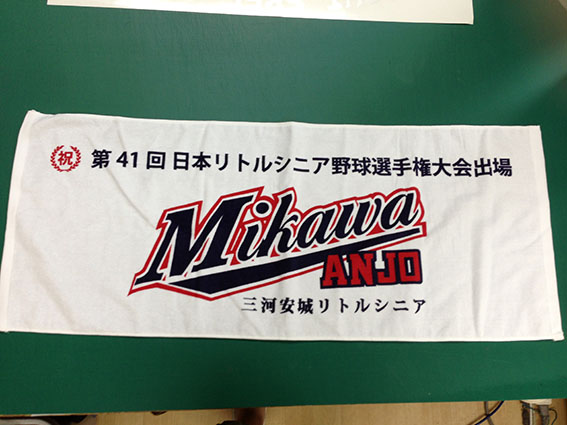 祝 第41回日本リトルシニア野球選手権大会出場
Mikawa
ANJO
三河安城リトルシニア